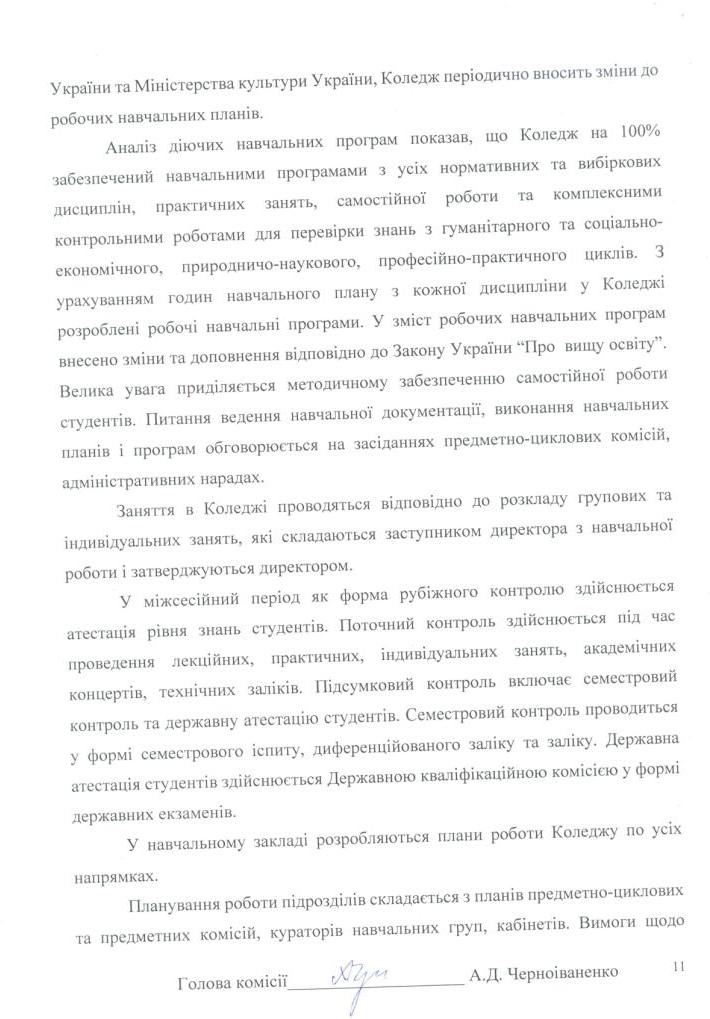 України та Міністерства культури України, Коледж періодично вносить зміни до
робочих навчальних планів.
Аналіз діючих навчальних програм показав, що Коледж на 100%
забезпечений навчальними програмами з усіх нормативних та вибіркових
дисциплін, практичних занять, самостійної роботи та комплексними
контрольними роботами для перевірки знань з гуманітарного та соціально-
економічного, природничо-наукового, професійно-практичного циклів. З
урахуванням годин навчального плану з кожної дисципліни у Коледжі
розроблені робочі навчальні програми. У зміст робочих навчальних програм
внесено зміни та доповнення відповідно до Закону України “Про вищу освіту”.
Велика увага приділяється методичному забезпеченню самостійної роботи
студентів. Питання ведення навчальної документації, виконання навчальних
планів і програм обговорюється на засіданнях предметно-циклових комісій,
адміністративних нарадах.
Заняття в Коледжі проводяться відповідно до розкладу групових та
індивідуальних занять, які складаються заступником директора з навчальної
роботи і затверджуються директором.
У міжсесійний період як форма рубіжного контролю здійснюється
атестація рівня знань студентів. Поточний контроль здійснюється під час
проведення лекційних, практичних, індивідуальних занять, академічних
концертів, технічних заліків. Підсумковий контроль включає семестровий
контроль та державну атестацію студентів. Семестровий контроль проводиться
у формі семестрового іспиту, диференційованого заліку та заліку. Державна
атестація студентів здійснюється Державною кваліфікаційною комісією у формі
державних екзаменів.
У навчальному закладі розробляються плани роботи Коледжу по усіх
напрямках.
Планування роботи підрозділів складається з планів предметно-циклових
та предметних комісій, кураторів навчальних груп, кабінетів. Вимоги щодо
Голова комісії____________________ А.Д. Черноіваненко 11